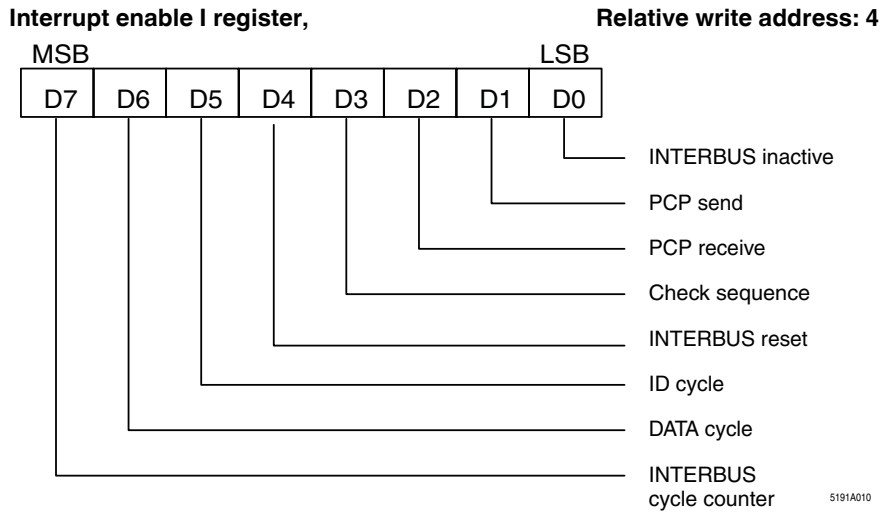 Interrupt enable I register, Relative write address: 4
MSB LSB
D7 D6 D5 D4 D3 D2 D1 D0
INTERBUS inactive
PCP send
PCP receive
Check sequence
INTERBUS reset
ID cycle
DATA cycle
INTERBUS
cycle counter 5191A010